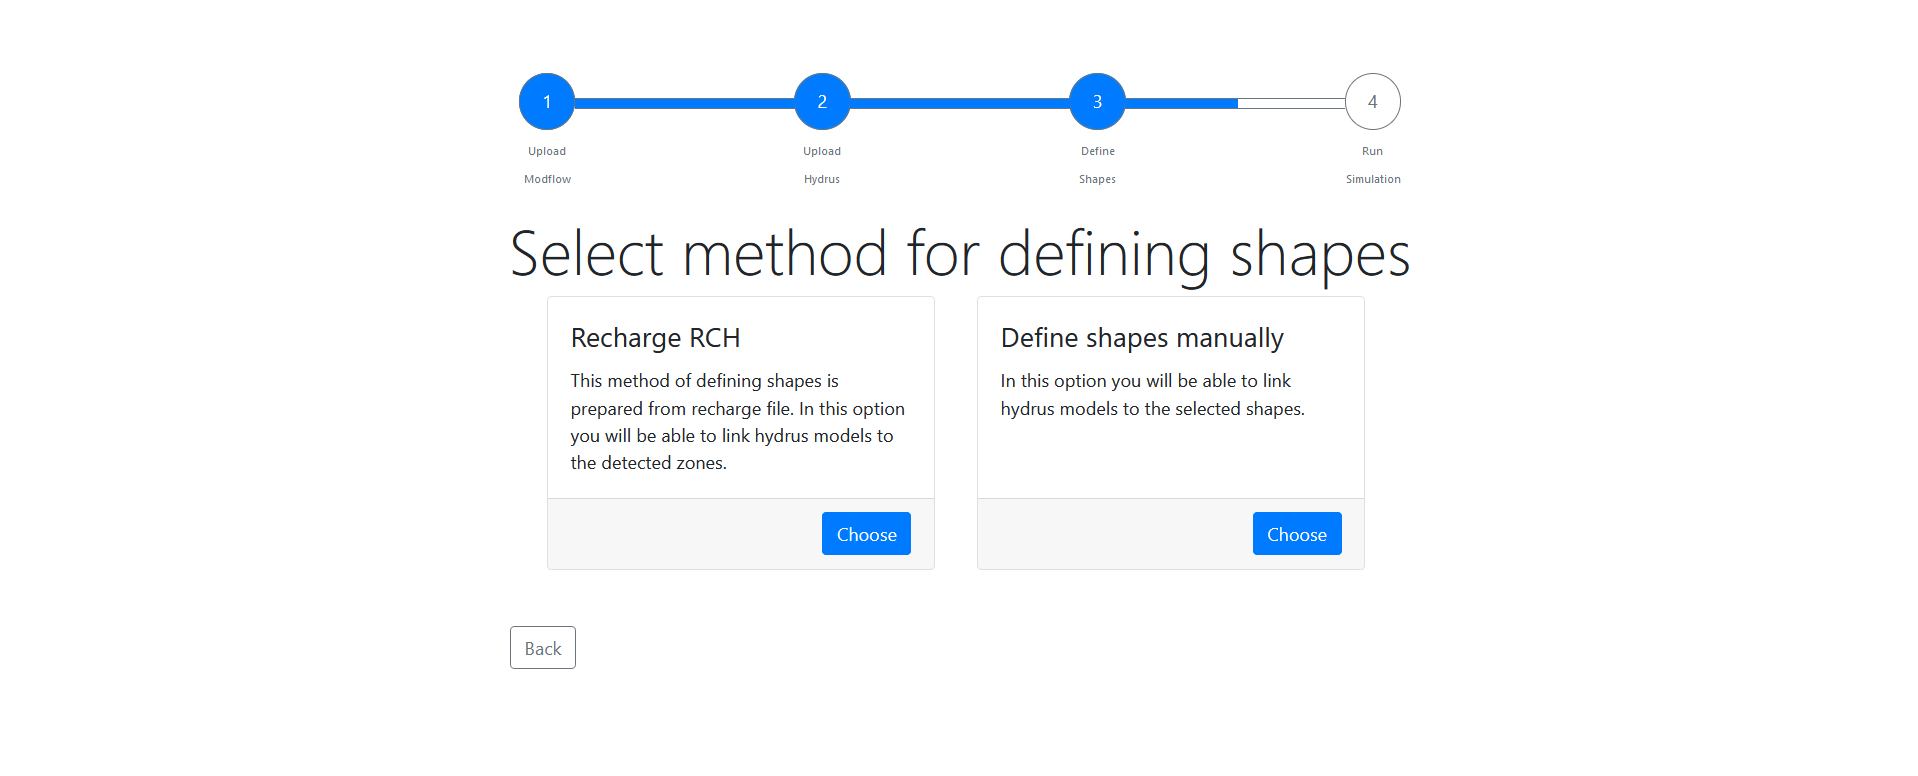 1
2
3
4
Upload
Modflow
Upload
Hydrus
Define
Shapes
Run
Simulation
Select method for defining shapes
Recharge RCH
This method of defining shapes is
prepared from recharge file. In this option
you will be able to link hydrus models to
the detected zones.
Choose
Define shapes manually
In this option you will be able to link
hydrus models to the selected shapes.
Choose
Back